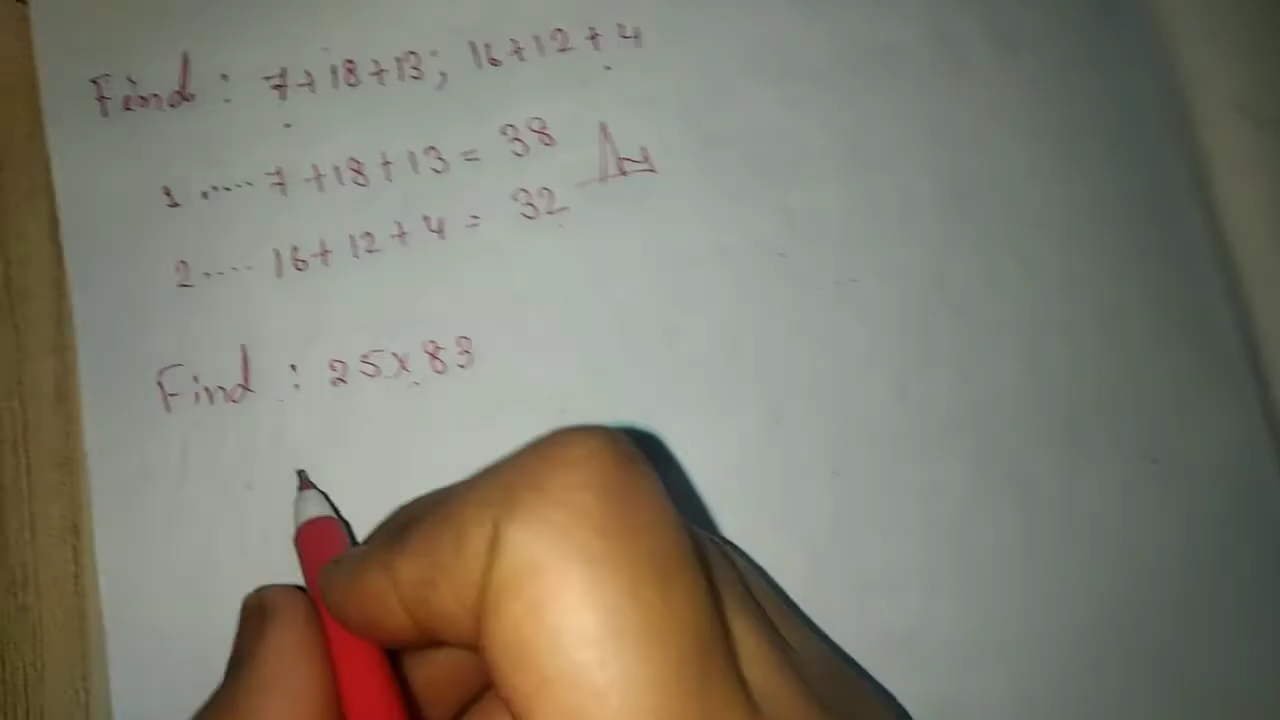 Find : 7+18+13; 16+12+4
1 ..... 7+18+13 = 38
2 .... 16+12+4 = 32
Find : 25x83